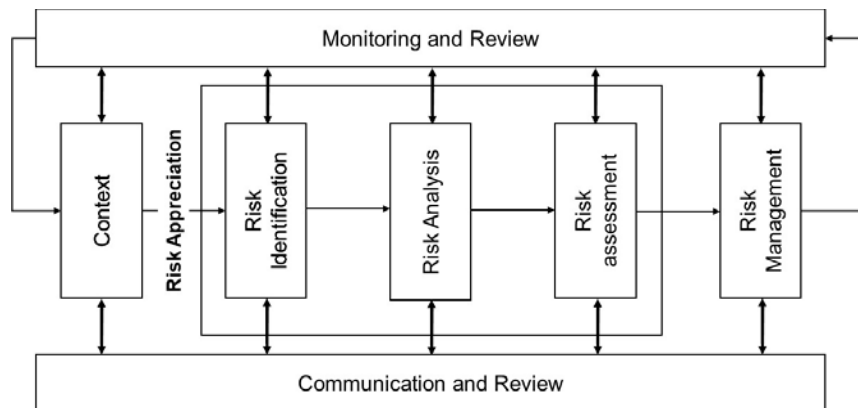 Monitoring and Review
Context
Risk Appreciation
Risk
Identification
Risk Analysis
Risk
assessment
Risk
Management
Communication and Review